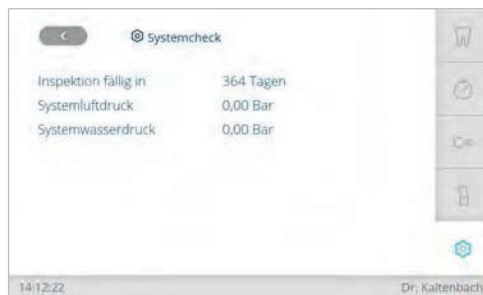 Systemcheck
Inspektion fällig in 364 Tagen
Systemluftdruck 0,00 Bar
Systemwasserdruck 0,00 Bar
14:12:22 Dr. Kaltenbach